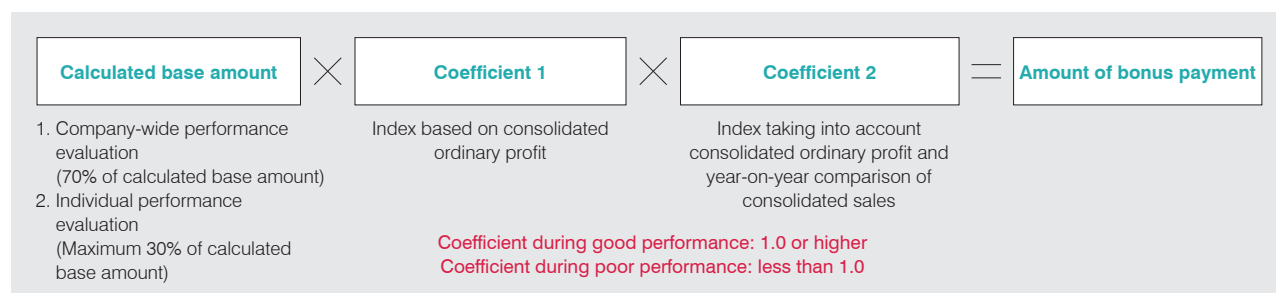 Calculated base amount
×
Coefficient 1
×
Coefficient 2
=
Amount of bonus payment
1. Company-wide performance
evaluation
(70% of calculated base amount)
2. Individual performance
evaluation
(Maximum 30% of calculated
base amount)
Index based on consolidated
ordinary profit
Index taking into account
consolidated ordinary profit and
year-on-year comparison of
consolidated sales
Coefficient during good performance: 1.0 or higher
Coefficient during poor performance: less than 1.0